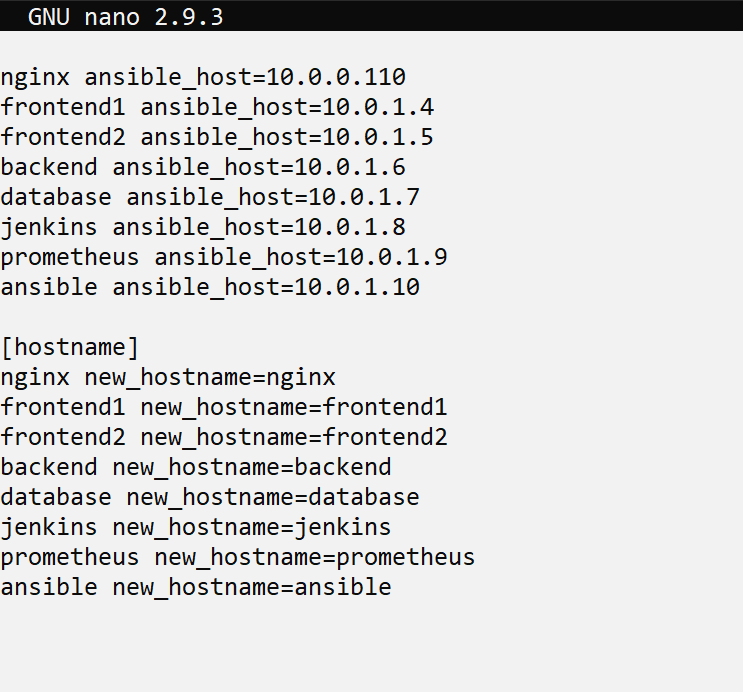 GNU nano 2.9.3
nginx ansible_host=10.0.0.110
frontend1 ansible_host=10.0.1.4
frontend2 ansible_host=10.0.1.5
backend ansible_host=10.0.1.6
database ansible_host=10.0.1.7
jenkins ansible_host=10.0.1.8
prometheus ansible_host=10.0.1.9
ansible ansible_host=10.0.1.10
[hostname]
nginx new_hostname=nginx
frontend1 new_hostname=frontend1
frontend2 new_hostname=frontend2
backend new_hostname=backend
database new_hostname=database
jenkins new_hostname=jenkins
prometheus new_hostname=prometheus
ansible new_hostname=ansible